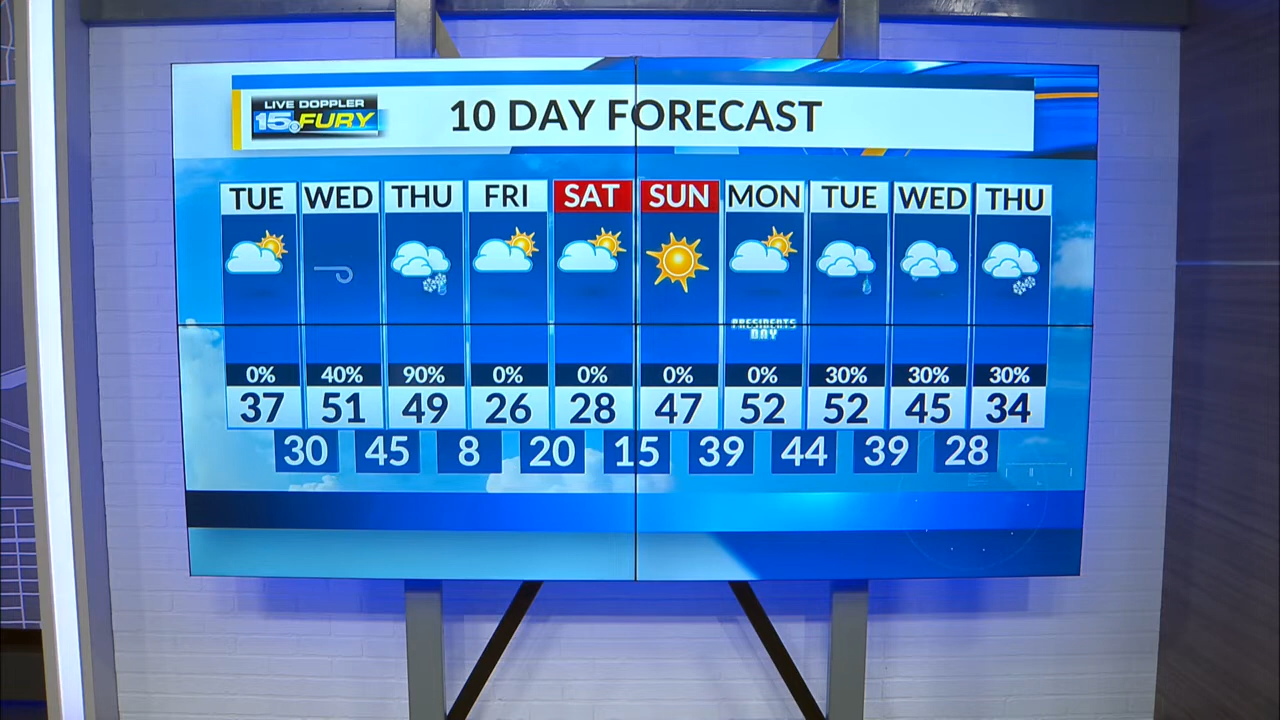 LIVE DOPPLER
15 FURY
10 DAY FORECAST
TUE WED THU FRI SAT SUN MON TUE WED THU
PRESIDENTS
DAY
0% 40% 90% 0% 0% 0% 0% 30% 30% 30%
37 51 49 26 28 47 52 52 45 34
30 45 8 20 15 39 44 39 28